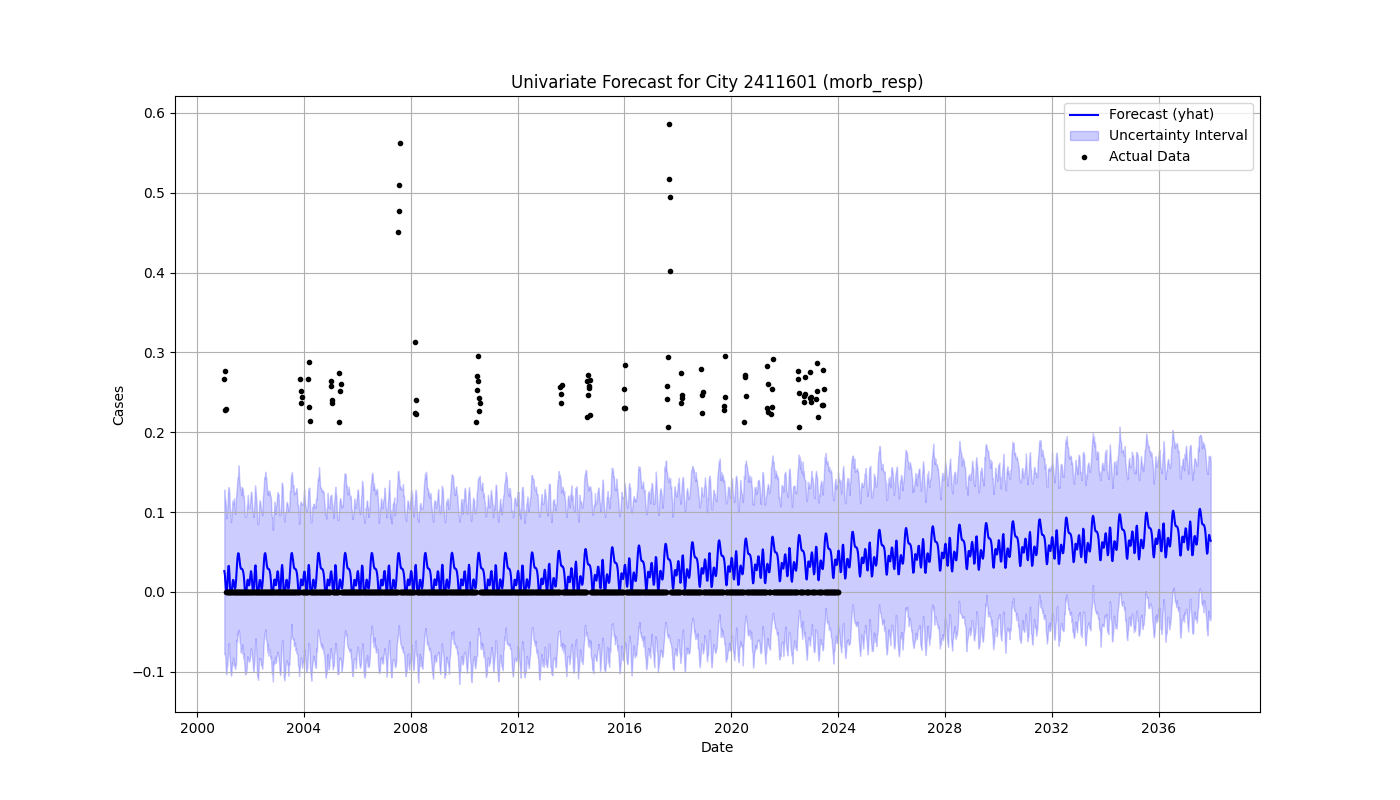 Univariate Forecast for City 2411601 (morb_resp)
Forecast (yhat)
Uncertainty Interval
Actual Data
Cases
0.6
0.5
0.4
0.3
0.2
0.1
0.0
−0.1
2000 2004 2008 2012 2016 2020 2024 2028 2032 2036
Date